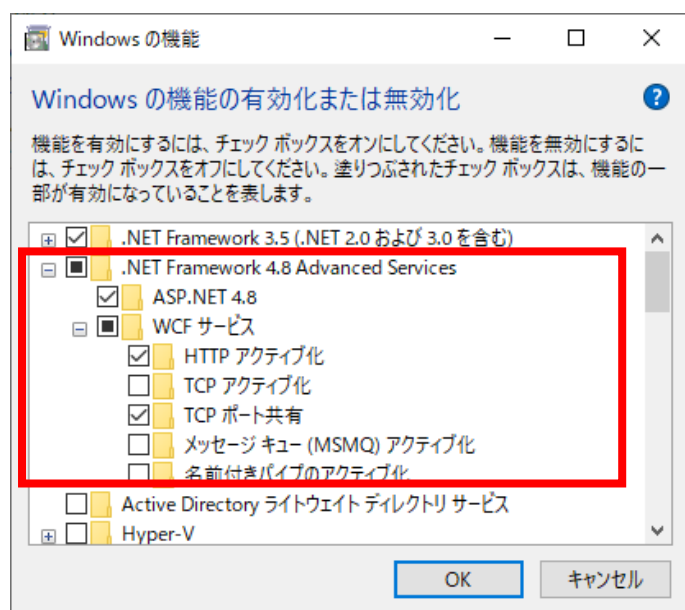 Windows の機能
Windows の機能の有効化または無効化
?
機能を有効にするには、チェック ボックスをオンにしてください。機能を無効にするに
は、チェック ボックスをオフにしてください。塗りつぶされたチェック ボックスは、機能の一
部が有効になっていることを表します。
.NET Framework 3.5 (.NET 2.0 および 3.0 を含む)
.NET Framework 4.8 Advanced Services
ASP.NET 4.8
WCF サービス
HTTP アクティブ化
TCP アクティブ化
TCP ポート共有
メッセージ キュー (MSMQ) アクティブ化
名前付きパイプのアクティブ化
Active Directory ライトウェイト ディレクトリ サービス
Hyper-V
OK
キャンセル